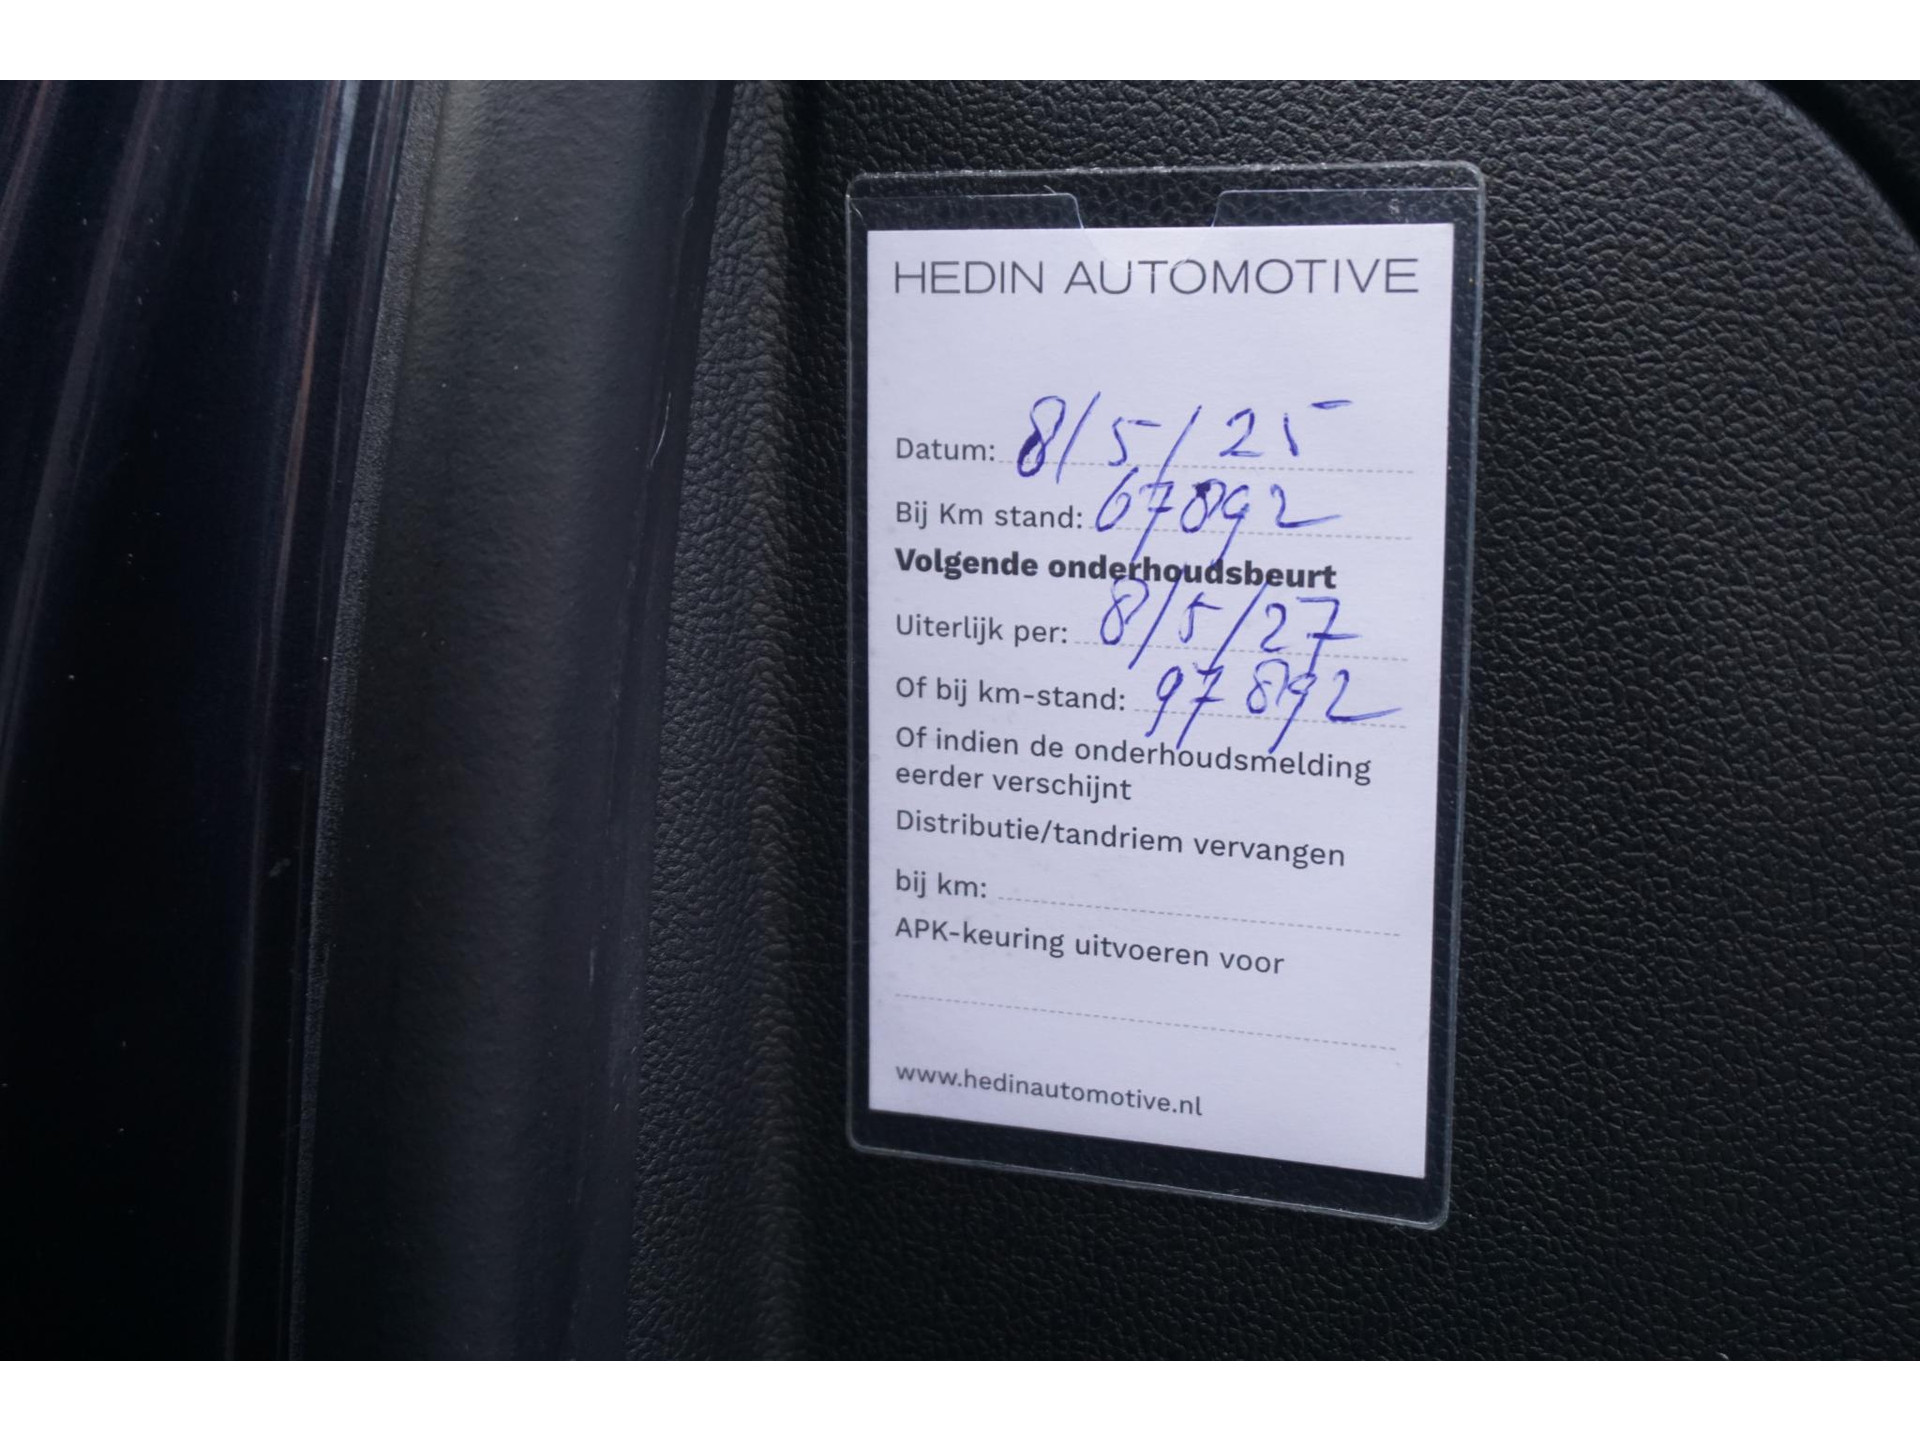 HEDIN AUTOMOTIVE
Datum: 8/5/25
Bij Km stand: 67892
Volgende onderhoudsbeurt
Uiterlijk per: 8/5/27
Of bij km-stand: 97892
Of indien de onderhoudsmelding
eerder verschijnt
Distributie/tandriem vervangen
bij km:
APK-keuring uitvoeren voor
www.hedinautomotive.nl